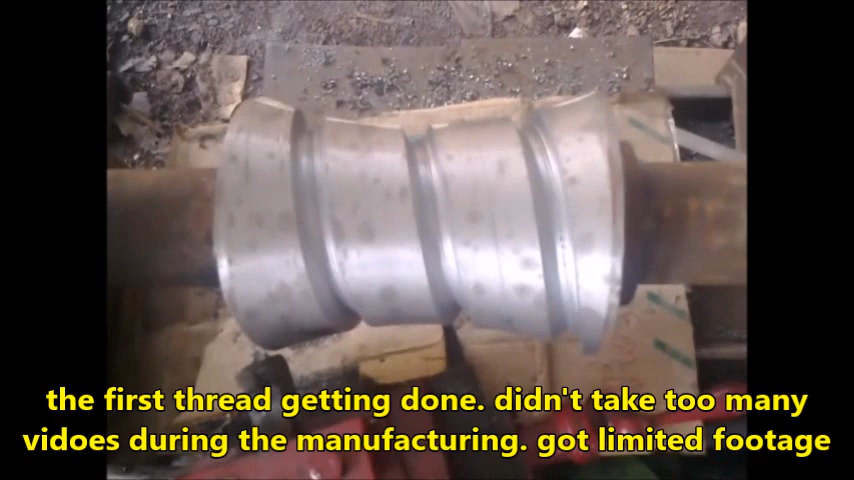 the first thread getting done. didn't take too many
vidoes during the manufacturing. got limited footage